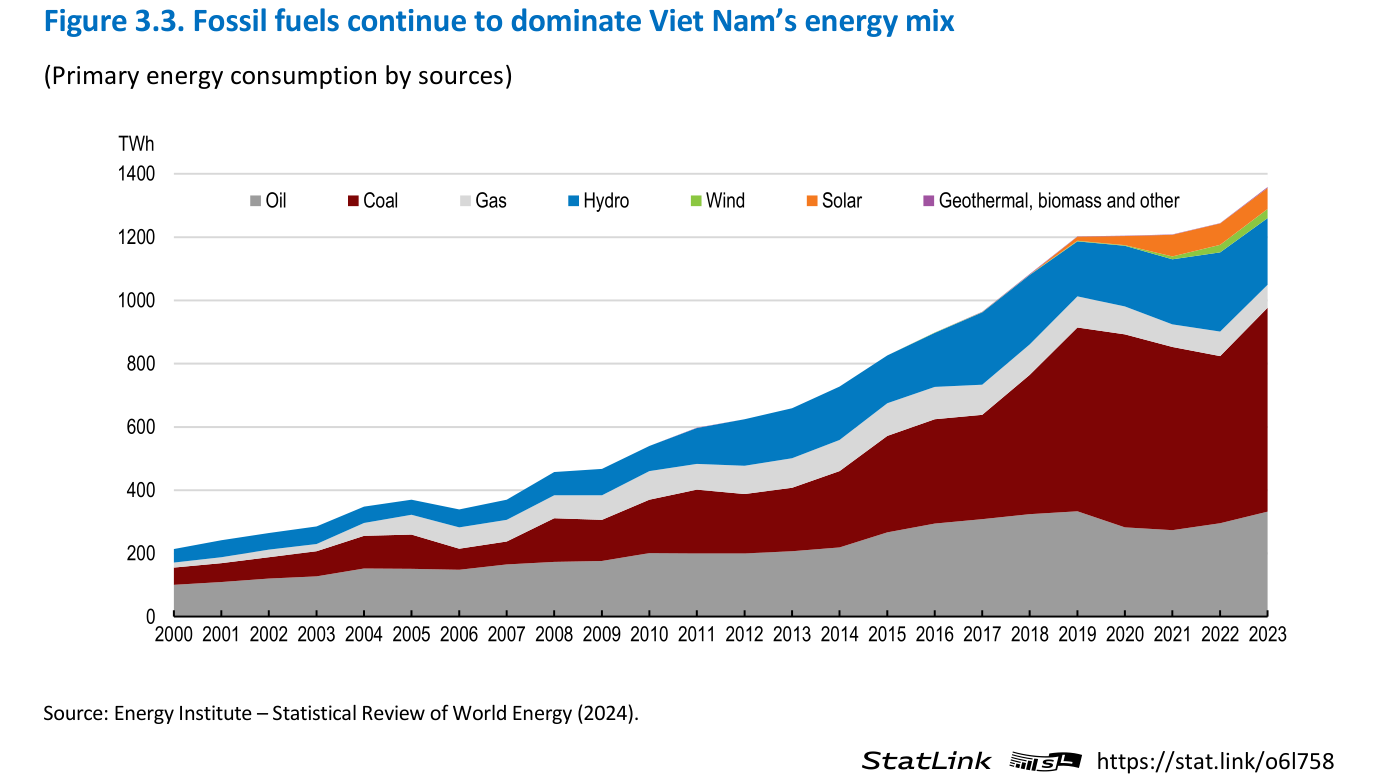 Figure 3.3. Fossil fuels continue to dominate Viet Nam’s energy mix
(Primary energy consumption by sources)
TWh
1400
Oil Coal Gas Hydro Wind Solar Geothermal, biomass and other
1200
1000
800
600
400
200
0
2000 2001 2002 2003 2004 2005 2006 2007 2008 2009 2010 2011 2012 2013 2014 2015 2016 2017 2018 2019 2020 2021 2022 2023
Source: Energy Institute – Statistical Review of World Energy (2024).
StatLink SL https://stat.link/o6l758